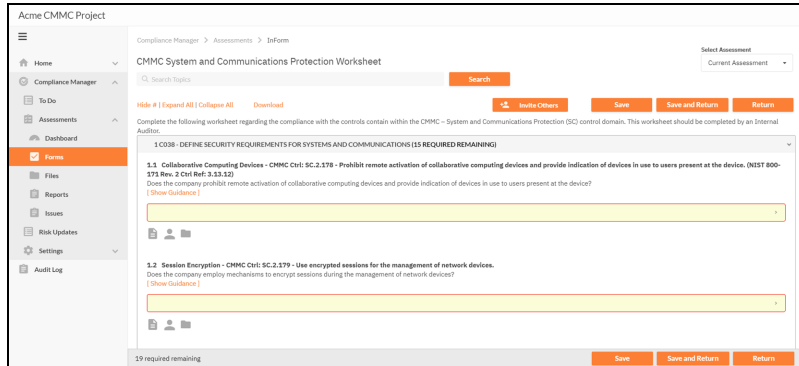 Acme CMMC Project
Compliance Manager > Assessments > InForm
Select Assessment
Home
CMMC System and Communications Protection Worksheet
Current Assessment
Compliance Manager
Search Topics
Search
To Do
Hide # | Expand All | Collapse All Download
Invite Others
Save
Save and Return
Return
Assessments
Complete the following worksheet regarding the compliance with the controls contain within the CMMC – System and Communications Protection (SC) control domain. This worksheet should be completed by an Internal
Auditor.
Dashboard
1 C038 - DEFINE SECURITY REQUIREMENTS FOR SYSTEMS AND COMMUNICATIONS (15 REQUIRED REMAINING)
Forms
1.1 Collaborative Computing Devices - CMMC Ctrl: SC.2.178 - Prohibit remote activation of collaborative computing devices and provide indication of devices in use to users present at the device. (NIST 800-
171 Rev. 2 Ctrl Ref: 3.13.12)
Files
Does the company prohibit remote activation of collaborative computing devices and provide indication of devices in use to users present at the device?
[ Show Guidance ]
Reports
Issues
Risk Updates
Settings
Audit Log
1.2 Session Encryption - CMMC Ctrl: SC.2.179 - Use encrypted sessions for the management of network devices.
Does the company employ mechanisms to encrypt sessions during the management of network devices?
[ Show Guidance ]
19 required remaining
Save
Save and Return
Return